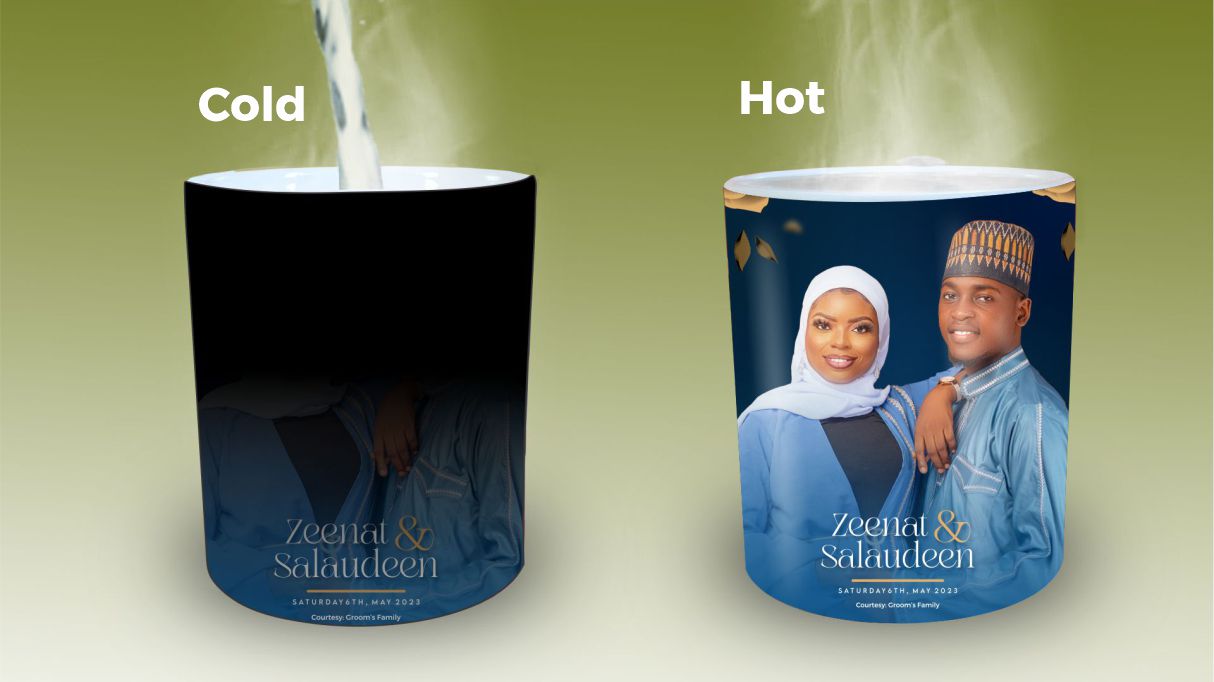 Cold
Zeenat &
Salaudeen
SATURDAY6TH, MAY 2023
Courtesy: Groom's Family
Hot
Zeenat &
Salaudeen
SATURDAY6TH, MAY 2023
Courtesy: Groom's Family